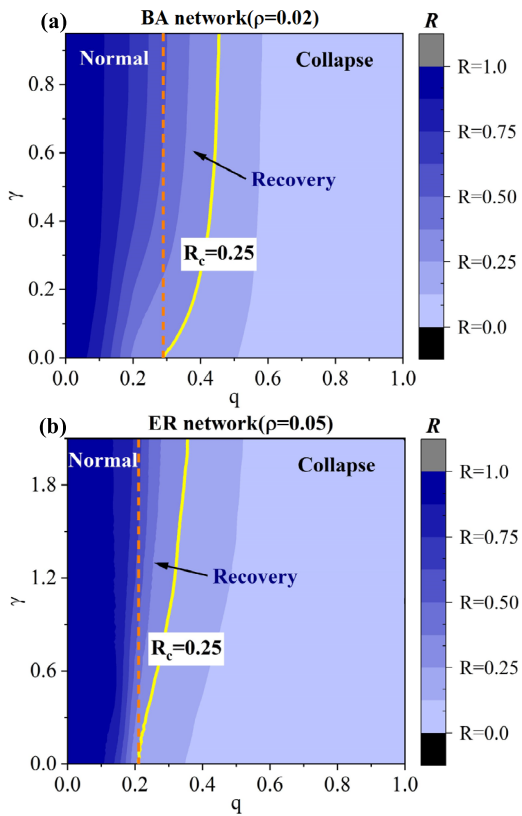 (a) BA network(ρ=0.02)
R
Normal
Collapse
Recovery
R_c=0.25
γ
0.8
0.6
0.4
0.2
0.0
0.0 0.2 0.4 0.6 0.8 1.0
q
R=1.0
R=0.75
R=0.50
R=0.25
R=0.0
(b) ER network(ρ=0.05)
R
Normal
Collapse
Recovery
R_c=0.25
γ
1.8
1.2
0.6
0.0
0.0 0.2 0.4 0.6 0.8 1.0
q
R=1.0
R=0.75
R=0.50
R=0.25
R=0.0